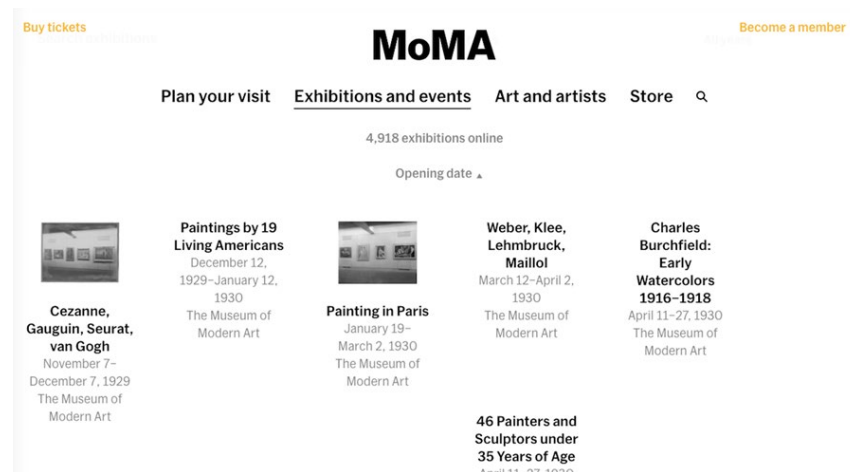 Buy tickets
Become a member
MoMA
Plan your visit Exhibitions and events Art and artists Store
4,918 exhibitions online
Opening date ▲
Cezanne,
Gauguin, Seurat,
van Gogh
November 7–
December 7, 1929
The Museum of
Modern Art
Paintings by 19
Living Americans
December 12,
1929–January 12,
1930
The Museum of
Modern Art
Painting in Paris
January 19–
March 2, 1930
The Museum of
Modern Art
Weber, Klee,
Lehmbruck,
Maillol
March 12–April 2,
1930
The Museum of
Modern Art
Charles
Burchfield:
Early
Watercolors
1916–1918
April 11–27, 1930
The Museum of
Modern Art
46 Painters and
Sculptors under
35 Years of Age
April 11–27, 1930